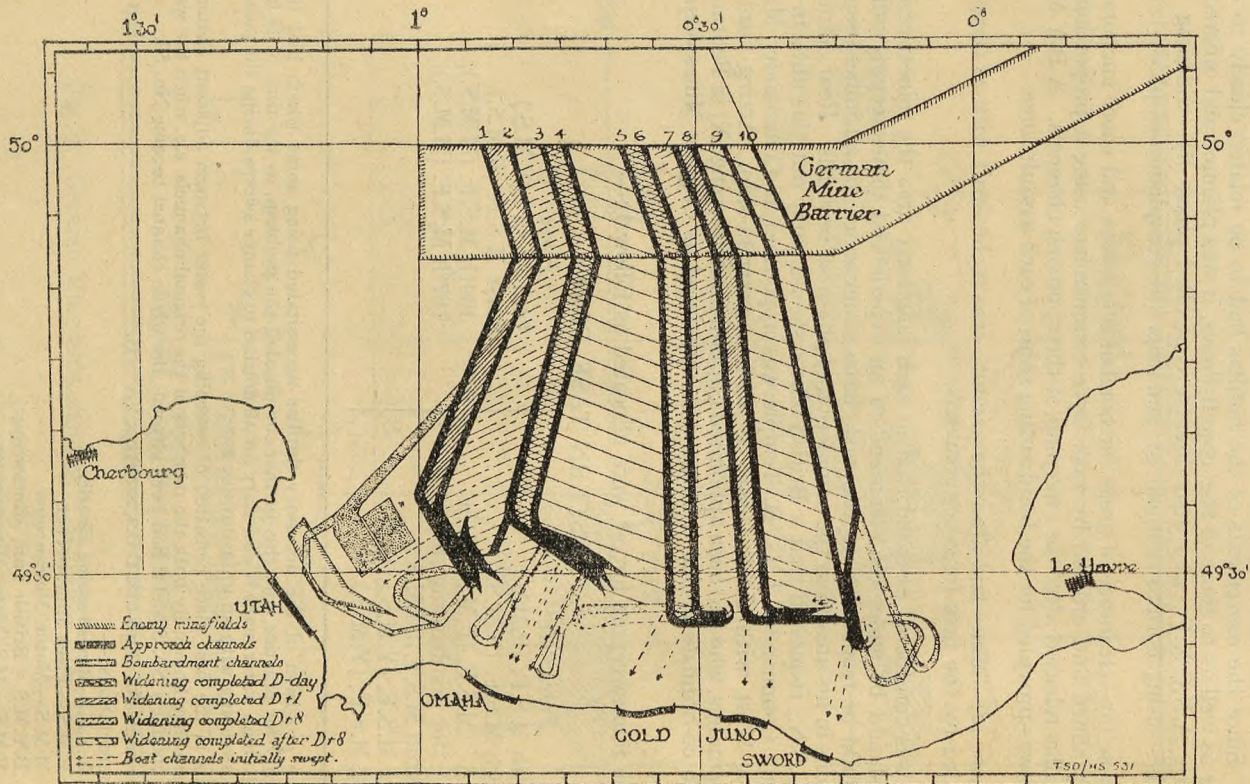 1°30' 1° 0°30' 0°
50° 50°
1 2 3 4 5 6 7 8 9 10
German
Mine
Barrier
Cherbourg
49°30' 49°30'
Le Havre
UTAH
Enemy minefields
Approach channels
Bombardment channels
Widening completed D-day
Widening completed D+1
Widening completed D+8
Widening completed after D+8
Boat channels initially swept.
OMAHA
GOLD JUNO
SWORD
TSD/HS 531